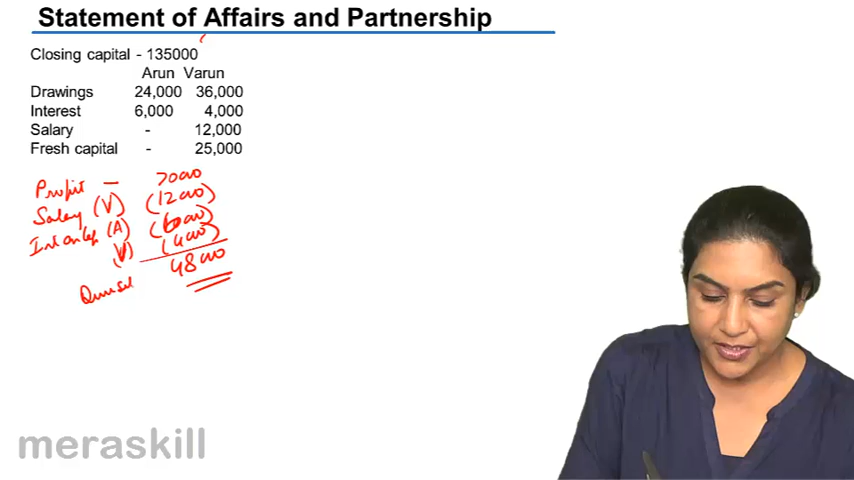 Statement of Affairs and Partnership
Closing capital - 135000
Arun Varun
Drawings 24,000 36,000
Interest 6,000 4,000
Salary - 12,000
Fresh capital - 25,000
Profit - 70000
Salary (V) (12000)
Int on cap (A) (6000)
(V) (4000)
48000
meraskill